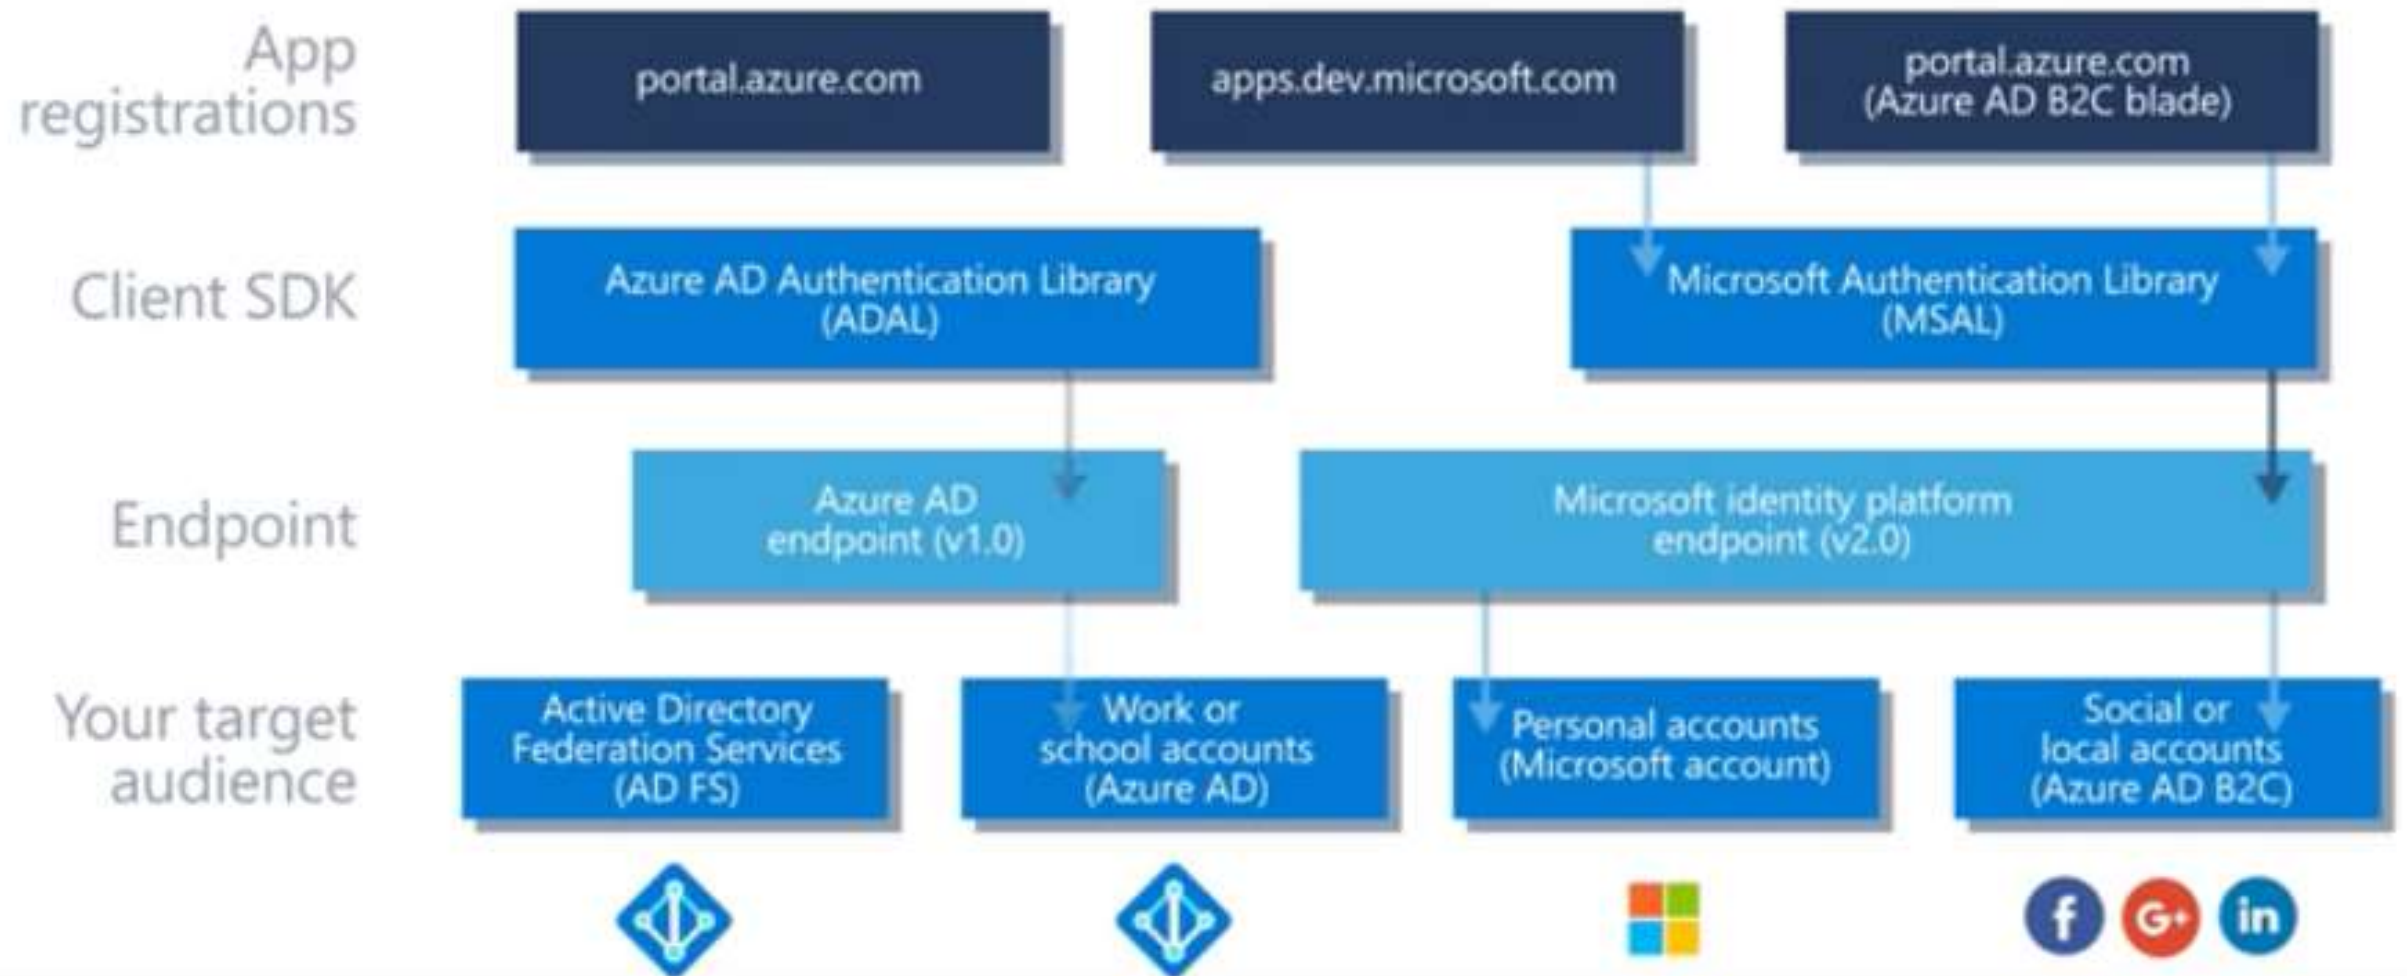 App
registrations
portal.azure.com
apps.dev.microsoft.com
portal.azure.com
(Azure AD B2C blade)
Client SDK
Azure AD Authentication Library
(ADAL)
Microsoft Authentication Library
(MSAL)
Endpoint
Azure AD
endpoint (v1.0)
Microsoft identity platform
endpoint (v2.0)
Your target
audience
Active Directory
Federation Services
(AD FS)
Work or
school accounts
(Azure AD)
Personal accounts
(Microsoft account)
Social or
local accounts
(Azure AD B2C)
f G+ in